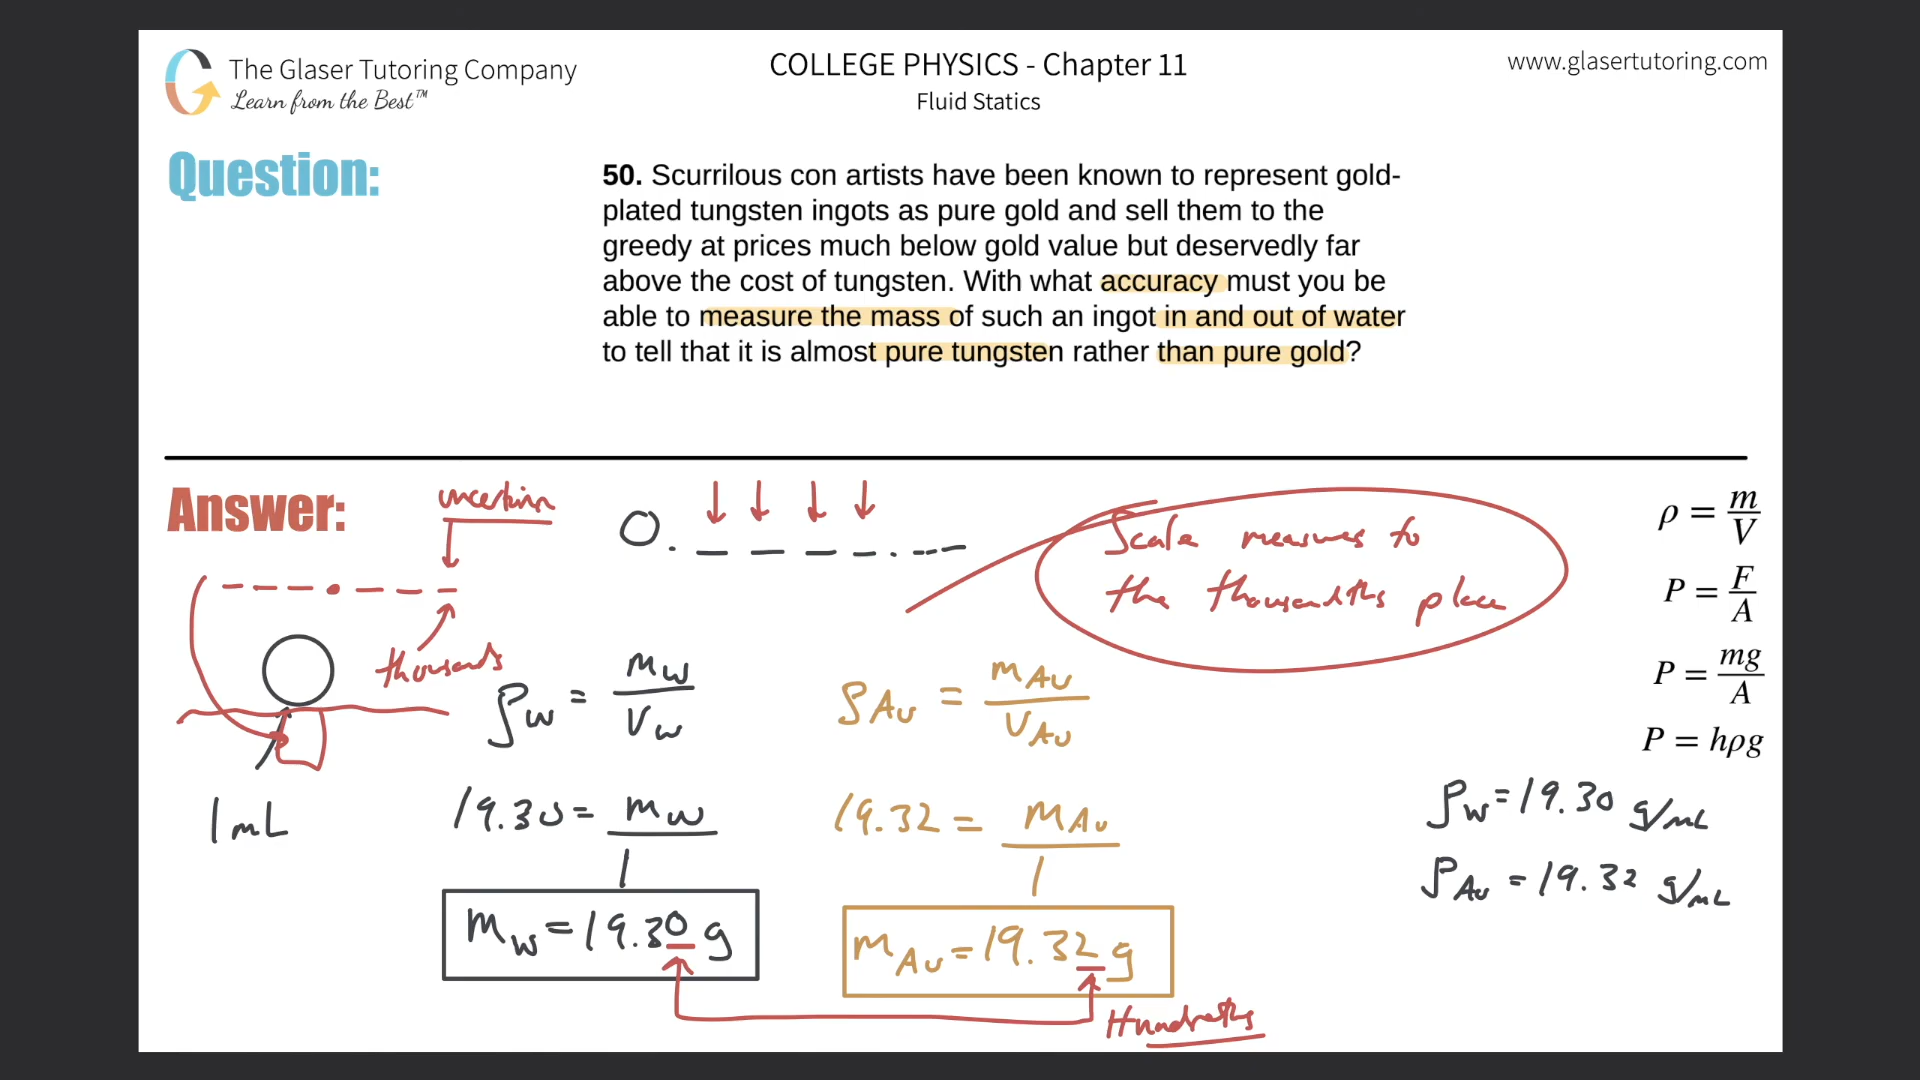 The Glaser Tutoring Company
Learn from the Best™
COLLEGE PHYSICS - Chapter 11
Fluid Statics
www.glasertutoring.com
Question:
50. Scurrilous con artists have been known to represent gold-
plated tungsten ingots as pure gold and sell them to the
greedy at prices much below gold value but deservedly far
above the cost of tungsten. With what accuracy must you be
able to measure the mass of such an ingot in and out of water
to tell that it is almost pure tungsten rather than pure gold?
Answer:
0. _ _ _ _ . _ _
Scale measures to
the thousandths place
thousands
ρ = m/V
P = F/A
P = mg/A
P = hρg
ρw = mw/Vw
ρAu = mAu/VAu
1 mL
19.30 = mw/1
19.32 = mAu/1
ρw = 19.30 g/mL
ρAu = 19.32 g/mL
mw = 19.30 g
mAu = 19.32 g